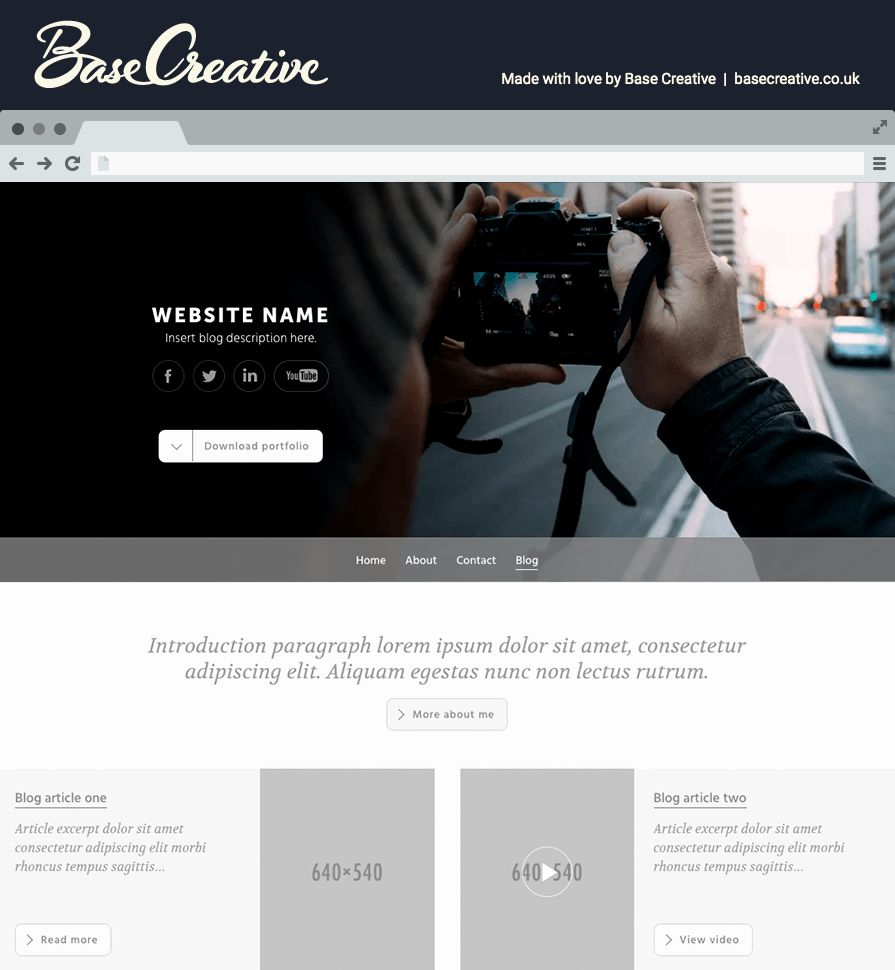 Base Creative
Made with love by Base Creative | basecreative.co.uk
WEBSITE NAME
Insert blog description here.
f in YouTube
Download portfolio
Home About Contact Blog
Introduction paragraph lorem ipsum dolor sit amet, consectetur
adipiscing elit. Aliquam egestas nunc non lectus rutrum.
More about me
Blog article one
Article excerpt dolor sit amet
consectetur adipiscing elit morbi
rhoncus tempus sagittis...
Read more
640×540
640×540
Blog article two
Article excerpt dolor sit amet
consectetur adipiscing elit morbi
rhoncus tempus sagittis...
View video